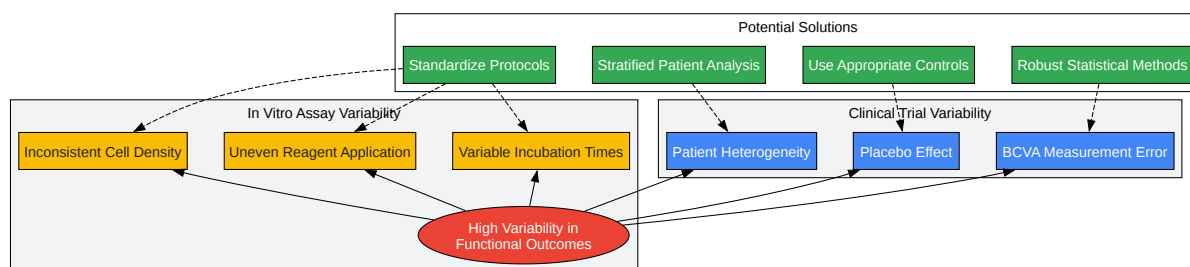 Potential Solutions
Standardize Protocols
Stratified Patient Analysis
Use Appropriate Controls
Robust Statistical Methods
In Vitro Assay Variability
Clinical Trial Variability
Inconsistent Cell Density
Uneven Reagent Application
Variable Incubation Times
Patient Heterogeneity
Placebo Effect
BCVA Measurement Error
High Variability in
Functional Outcomes